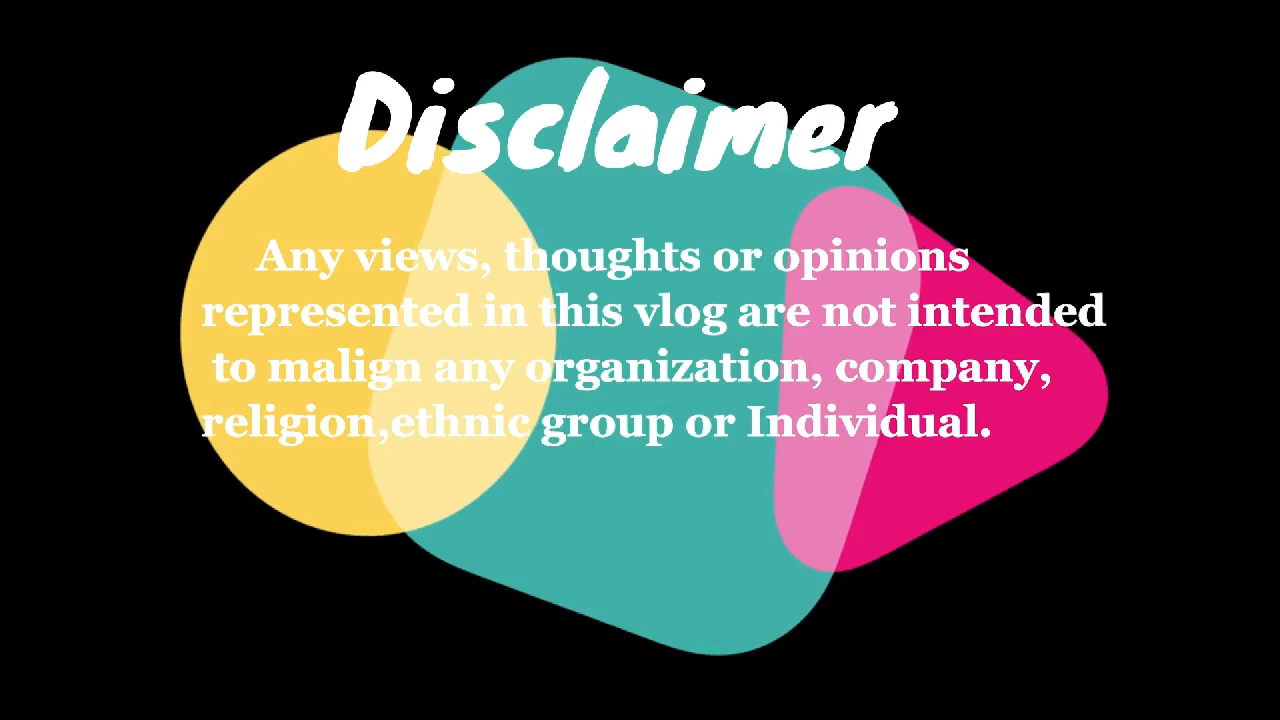 Disclaimer
Any views, thoughts or opinions
represented in this vlog are not intended
to malign any organization, company,
religion,ethnic group or Individual.